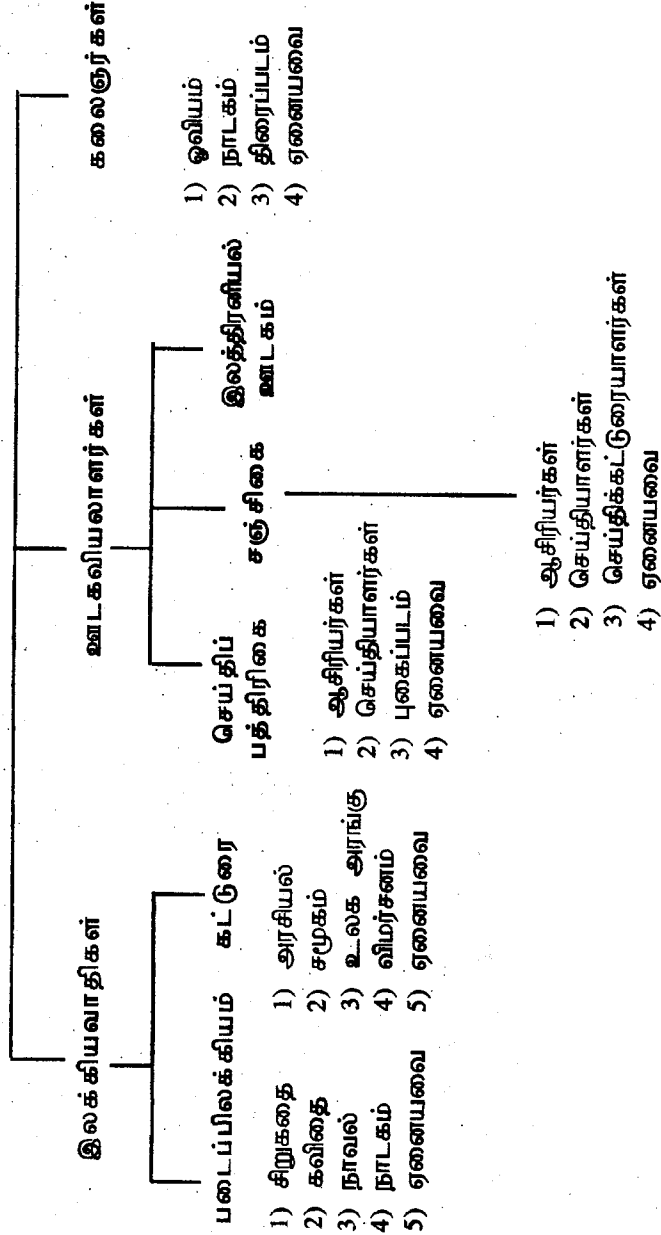 இலக்கியவாதிகள்
ஊடகவியலாளர்கள்
கலைஞர்கள்
படைப்பிலக்கியம்
1) சிறுகதை
2) கவிதை
3) நாவல்
4) நாடகம்
5) ஏனையவை
கட்டுரை
1) அரசியல்
2) சமூகம்
3) உலக அரங்கு
4) விமர்சனம்
5) ஏனையவை
செய்திப்
பத்திரிகை
1) ஆசிரியர்கள்
2) செய்தியாளர்கள்
3) புகைப்படம்
4) ஏனையவை
சஞ்சிகை
1) ஆசிரியர்கள்
2) செய்தியாளர்கள்
3) செய்திக்கட்டுரையாளர்கள்
4) ஏனையவை
இலத்திரனியல்
ஊடகம்
1) ஓவியம்
2) நாடகம்
3) திரைப்படம்
4) ஏனையவை